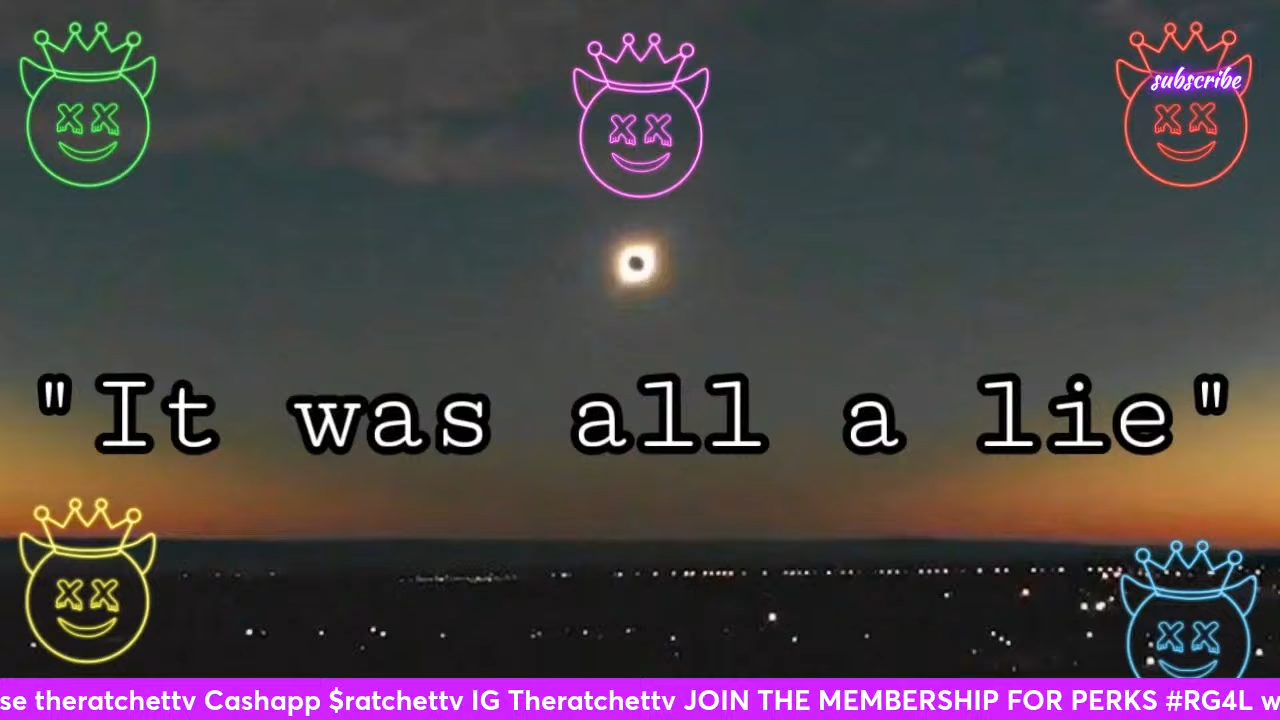 subscribe
"It was all a lie"
se theratchettv Cashapp $ratchettv IG Theratchettv JOIN THE MEMBERSHIP FOR PERKS #RG4L w